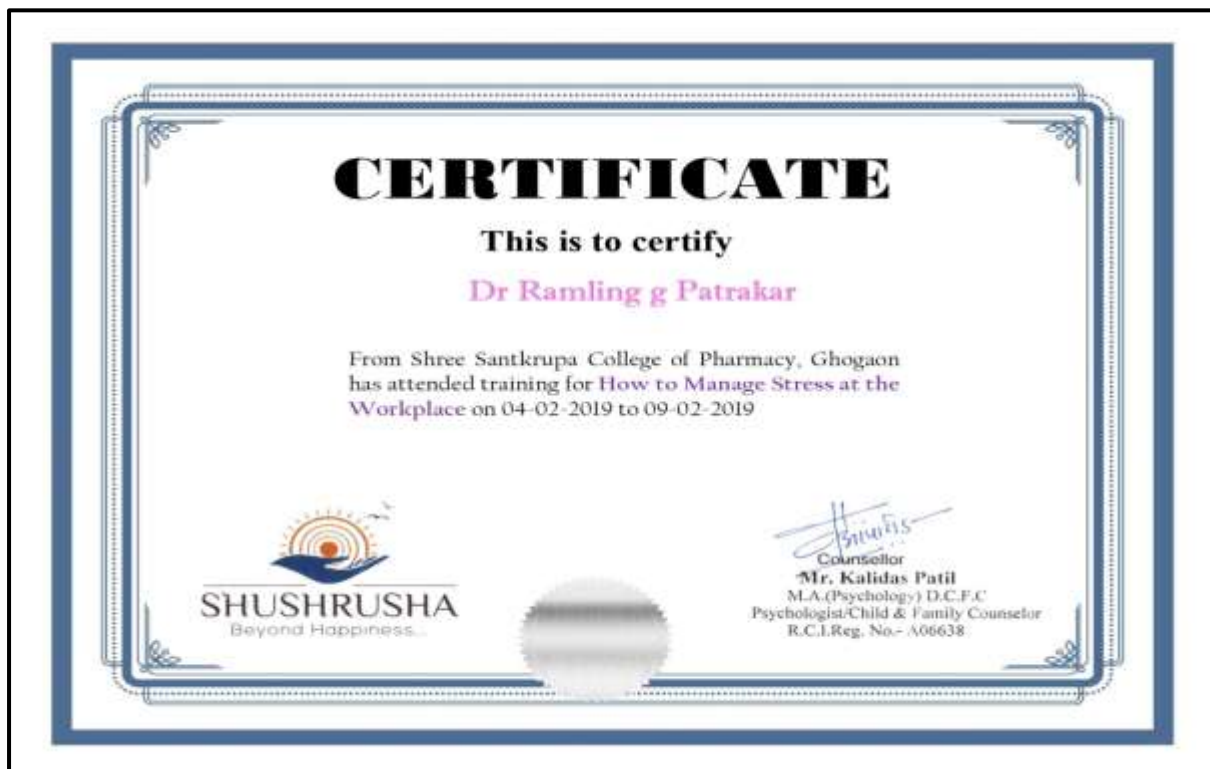 CERTIFICATE
This is to certify
Dr Ramling g Patrakar
From Shree Santkrupa College of Pharmacy, Ghogaon
has attended training for How to Manage Stress at the
Workplace on 04-02-2019 to 09-02-2019
SHUSHRUSHA
Beyond Happiness...
Counsellor
Mr. Kalidas Patil
M.A.(Psychology) D.C.F.C
Psychologist/Child & Family Counselor
R.C.I.Reg. No.- A06638